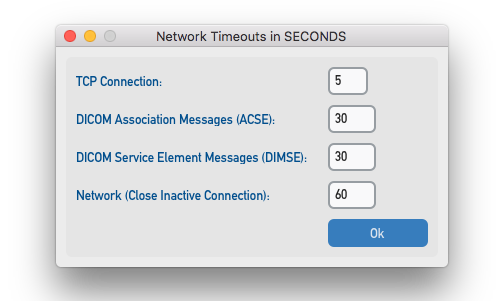 Network Timeouts in SECONDS
TCP Connection: 5
DICOM Association Messages (ACSE): 30
DICOM Service Element Messages (DIMSE): 30
Network (Close Inactive Connection): 60
Ok